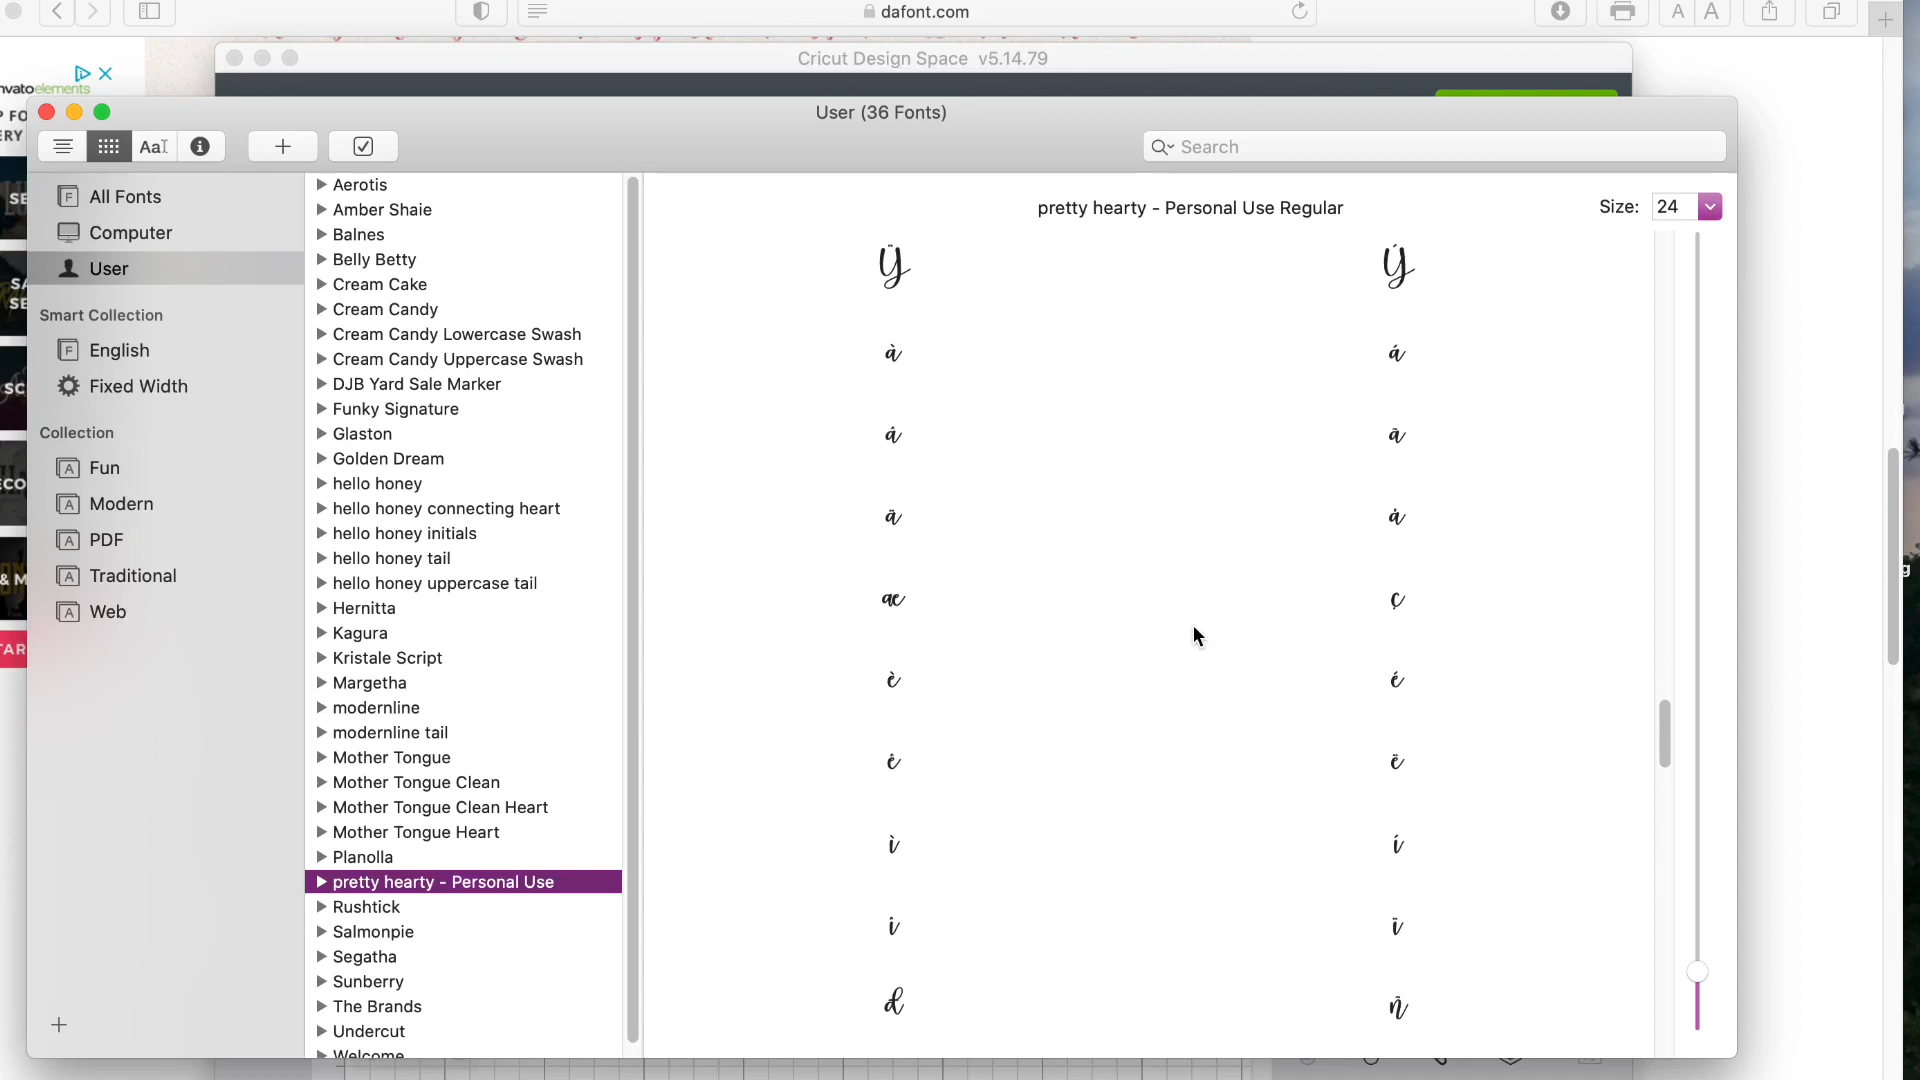 dafont.com
A A
Cricut Design Space v5.14.79
User (36 Fonts)
Search
All Fonts
Computer
User
Smart Collection
English
Fixed Width
Collection
Fun
Modern
PDF
Traditional
Web
Aerotis
Amber Shaie
Balnes
Belly Betty
Cream Cake
Cream Candy
Cream Candy Lowercase Swash
Cream Candy Uppercase Swash
DJB Yard Sale Marker
Funky Signature
Glaston
Golden Dream
hello honey
hello honey connecting heart
hello honey initials
hello honey tail
hello honey uppercase tail
Hernitta
Kagura
Kristale Script
Margetha
modernline
modernline tail
Mother Tongue
Mother Tongue Clean
Mother Tongue Clean Heart
Mother Tongue Heart
Planolla
pretty hearty - Personal Use
Rushtick
Salmonpie
Segatha
Sunberry
The Brands
Undercut
Welcome
pretty hearty - Personal Use Regular
Size: 24
à á
ã
ä
æ ç
è é
ê ë
ì í
î ï